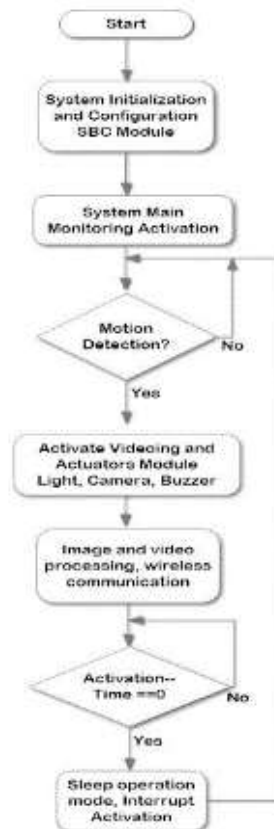 Start
System Initialization
and Configuration
SBC Module
System Main
Monitoring Activation
Motion
Detection?
No
Yes
Activate Videoing and
Actuators Module
Light, Camera, Buzzer
Image and video
processing, wireless
communication
Activation--
Time ==0
No
Yes
Sleep operation
mode, Interrupt
Activation